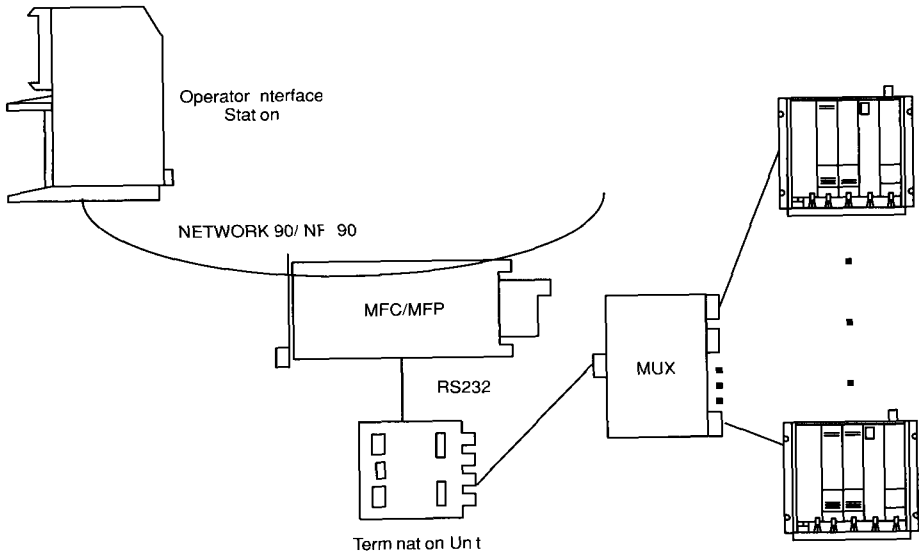 Operator nterface
Stat on
NETWORK 90/ NF 90
MFC/MFP
RS232
MUX
Term nat on Un t